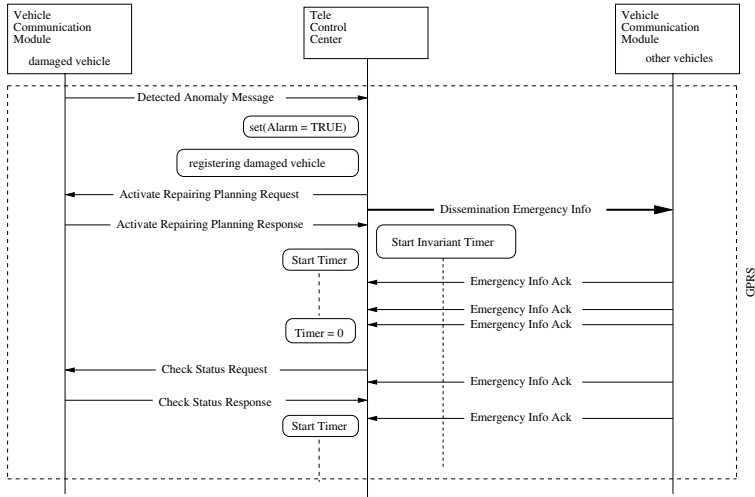 Vehicle
Communication
Module
damaged vehicle
Tele
Control
Center
Vehicle
Communication
Module
other vehicles
Detected Anomaly Message
set(Alarm = TRUE)
registering damaged vehicle
Activate Repairing Planning Request
Dissemination Emergency Info
Activate Repairing Planning Response
Start Invariant Timer
Start Timer
Emergency Info Ack
GPRS
Emergency Info Ack
Emergency Info Ack
Timer = 0
Check Status Request
Emergency Info Ack
Check Status Response
Emergency Info Ack
Start Timer